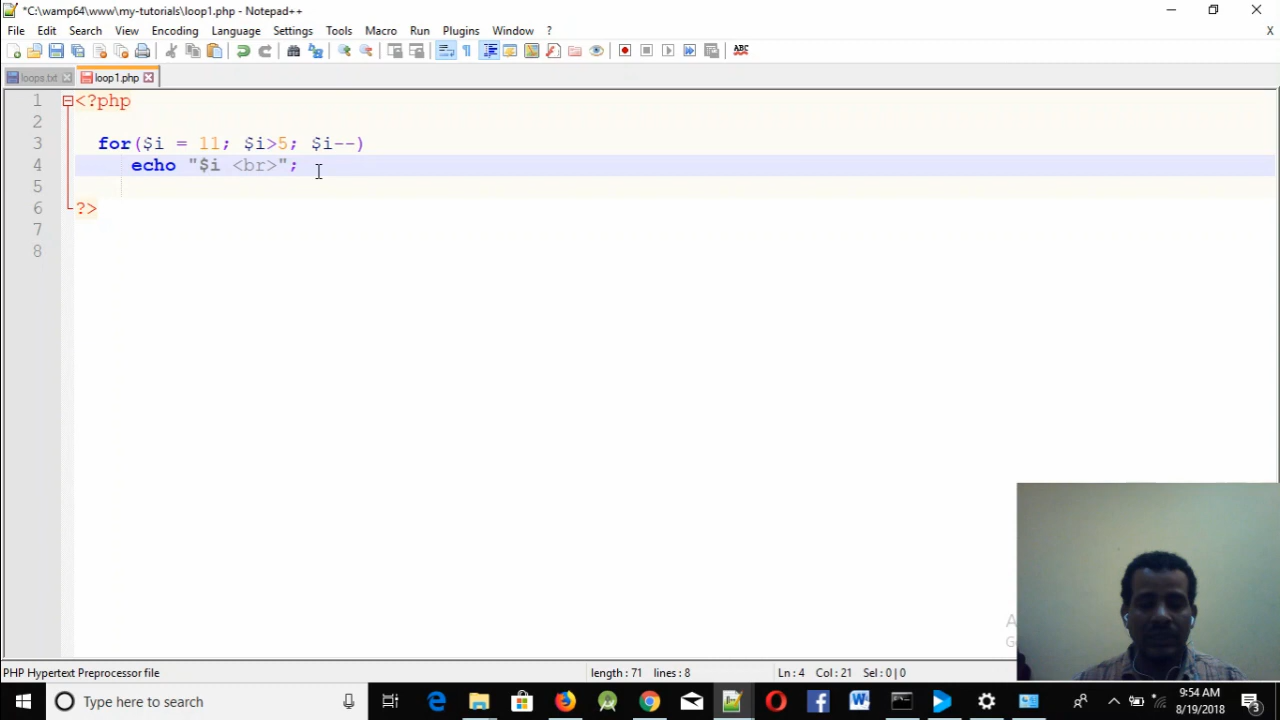 *C:\wamp64\www\my-tutorials\loop1.php - Notepad++
File Edit Search View Encoding Language Settings Tools Macro Run Plugins Window ? X
loops.txt loop1.php
1 <?php
2
3 for($i = 11; $i>5; $i--)
4 echo "$i <br>";
5
6 ?>
7
8
PHP Hypertext Preprocessor file length : 71 lines : 8 Ln : 4 Col : 21 Sel : 0 | 0
Type here to search
9:54 AM
8/19/2018
3